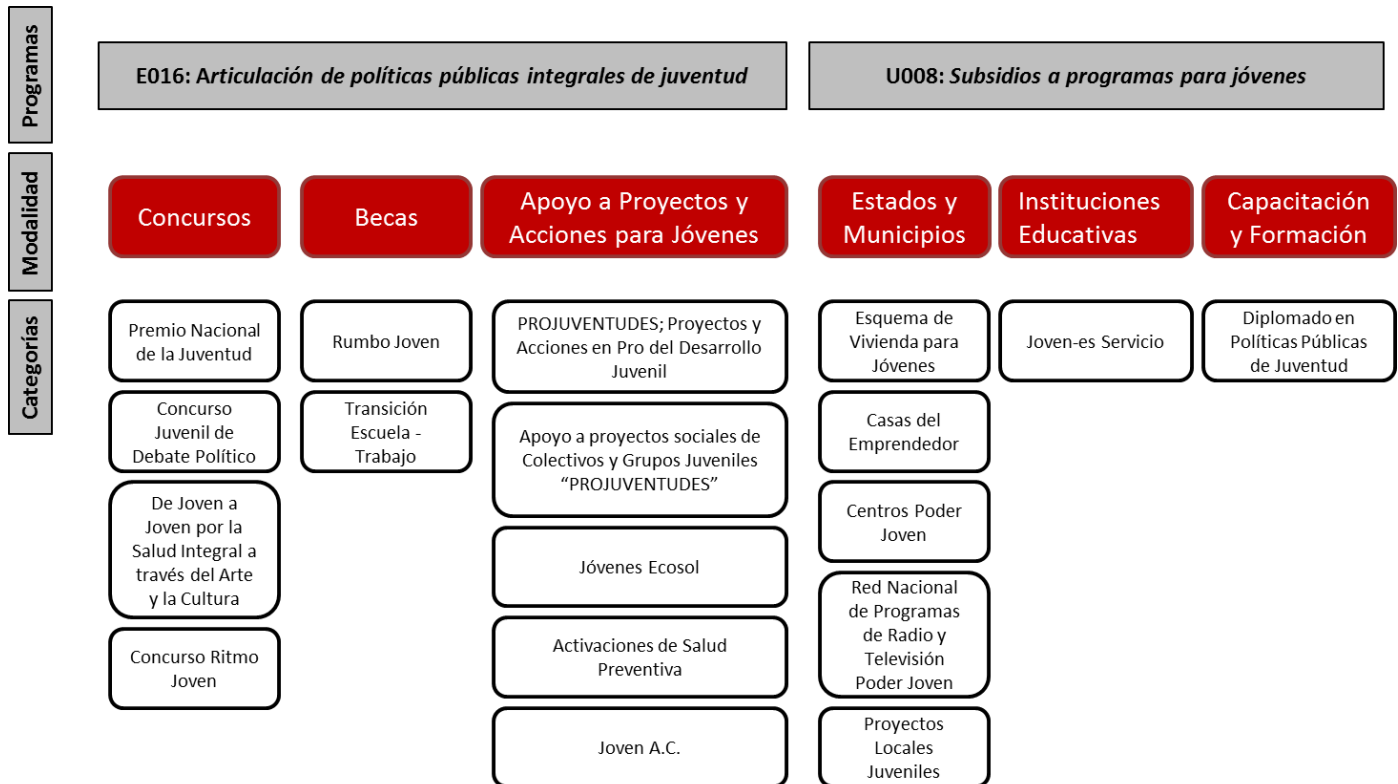 Programas
E016: Articulación de políticas públicas integrales de juventud
U008: Subsidios a programas para jóvenes
Modalidad
Concursos
Becas
Apoyo a Proyectos y
Acciones para Jóvenes
Estados y
Municipios
Instituciones
Educativas
Capacitación
y Formación
Categorías
Premio Nacional
de la Juventud
Concurso
Juvenil de
Debate Político
De Joven a
Joven por la
Salud Integral a
través del Arte
y la Cultura
Concurso Ritmo
Joven
Rumbo Joven
Transición
Escuela -
Trabajo
PROJUVENTUDES; Proyectos y
Acciones en Pro del Desarrollo
Juvenil
Apoyo a proyectos sociales de
Colectivos y Grupos Juveniles
“PROJUVENTUDES”
Jóvenes Ecosol
Activaciones de Salud
Preventiva
Joven A.C.
Esquema de
Vivienda para
Jóvenes
Casas del
Emprendedor
Centros Poder
Joven
Red Nacional
de Programas
de Radio y
Televisión
Poder Joven
Proyectos
Locales
Juveniles
Joven-es Servicio
Diplomado en
Políticas Públicas
de Juventud